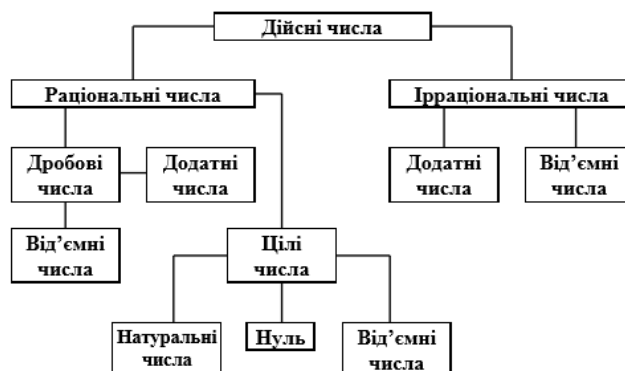 Дійсні числа
Раціональні числа
Ірраціональні числа
Дробові
числа
Додатні
числа
Додатні
числа
Від’ємні
числа
Від’ємні
числа
Цілі
числа
Натуральні
числа
Нуль
Від’ємні
числа